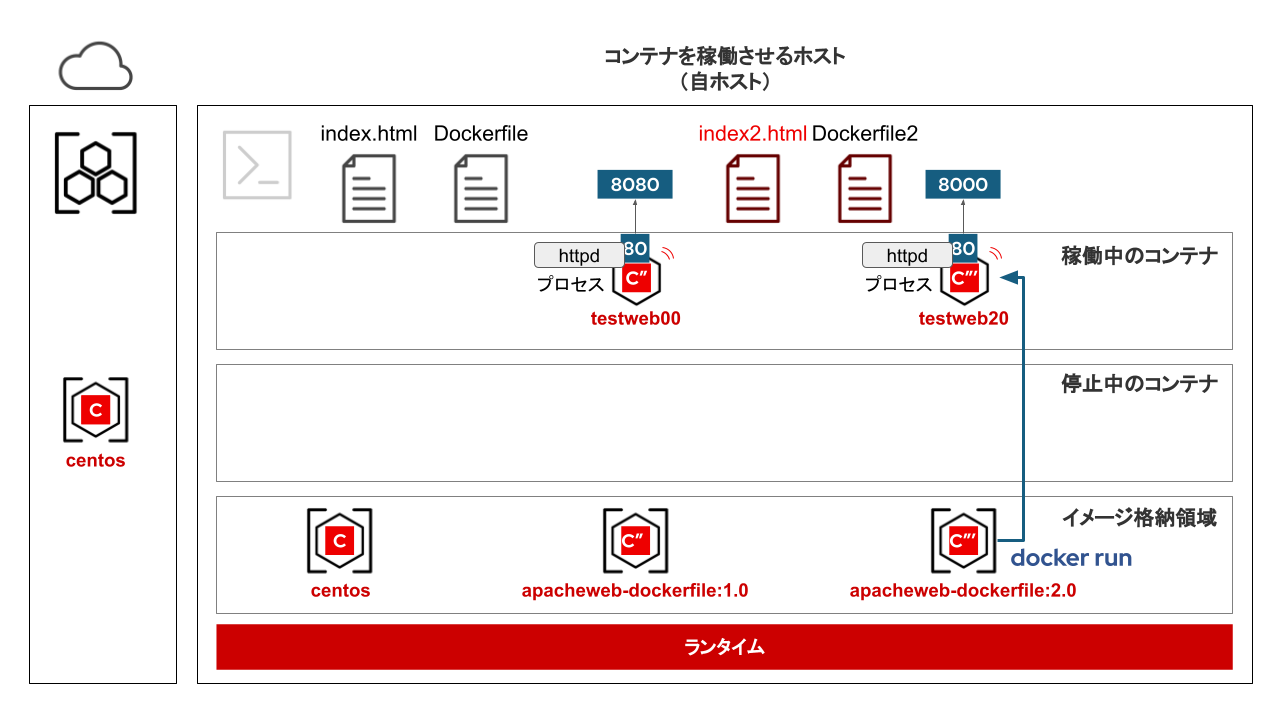 コンテナを稼働させるホスト
（自ホスト）
index.html
Dockerfile
index2.html
Dockerfile2
8080
8000
80
httpd
プロセス
C”
testweb00
80
httpd
プロセス
C”’
testweb20
稼働中のコンテナ
停止中のコンテナ
C
centos
イメージ格納領域
C
centos
C”
apacheweb-dockerfile:1.0
C”’
apacheweb-dockerfile:2.0
docker run
ランタイム